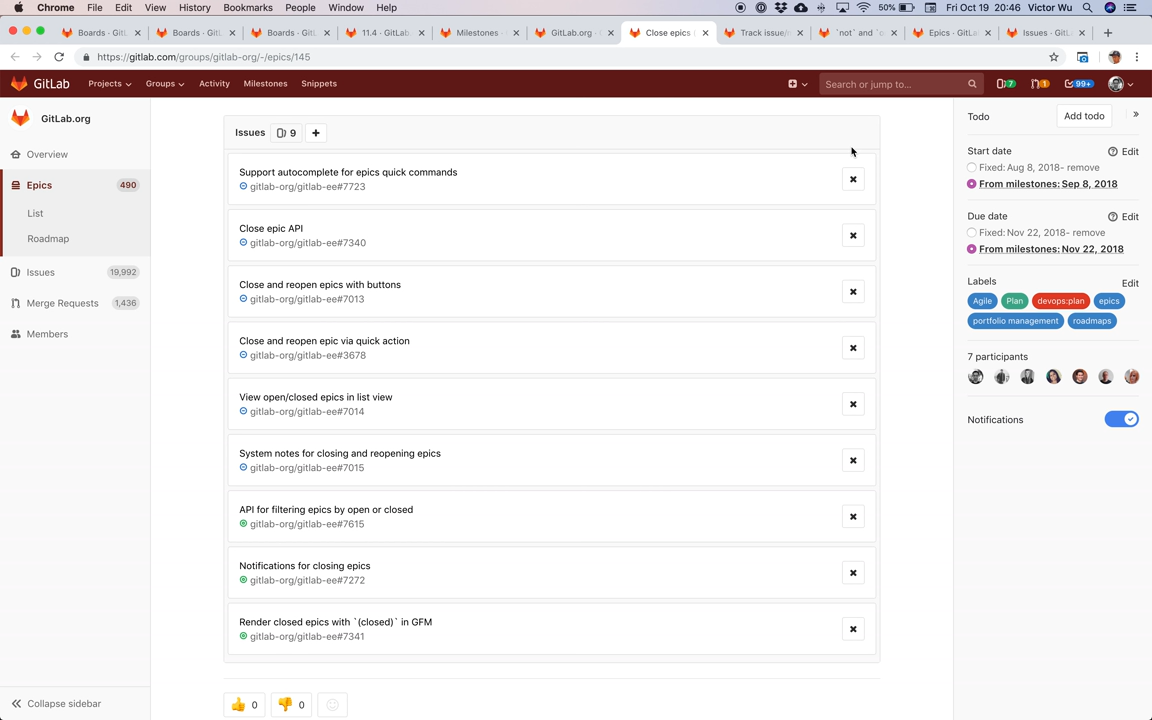 Chrome File Edit View History Bookmarks People Window Help 50% Fri Oct 19 20:46 Victor Wu
Boards · GitL Boards · GitL Boards · GitL 11.4 · GitLab. Milestones · GitLab.org · Close epics Track issue/ `not` and `o Epics · GitLa Issues · GitL
https://gitlab.com/groups/gitlab-org/-/epics/145
GitLab Projects Groups Activity Milestones Snippets Search or jump to... 7 1 99+
GitLab.org
Overview
Epics 490
List
Roadmap
Issues 19,992
Merge Requests 1,436
Members
Collapse sidebar
Issues 9
Support autocomplete for epics quick commands
gitlab-org/gitlab-ee#7723
Close epic API
gitlab-org/gitlab-ee#7340
Close and reopen epics with buttons
gitlab-org/gitlab-ee#7013
Close and reopen epic via quick action
gitlab-org/gitlab-ee#3678
View open/closed epics in list view
gitlab-org/gitlab-ee#7014
System notes for closing and reopening epics
gitlab-org/gitlab-ee#7015
API for filtering epics by open or closed
gitlab-org/gitlab-ee#7615
Notifications for closing epics
gitlab-org/gitlab-ee#7272
Render closed epics with `(closed)` in GFM
gitlab-org/gitlab-ee#7341
0 0
Todo Add todo
Start date Edit
Fixed: Aug 8, 2018- remove
From milestones: Sep 8, 2018
Due date Edit
Fixed: Nov 22, 2018- remove
From milestones: Nov 22, 2018
Labels Edit
Agile Plan devops:plan epics
portfolio management roadmaps
7 participants
Notifications